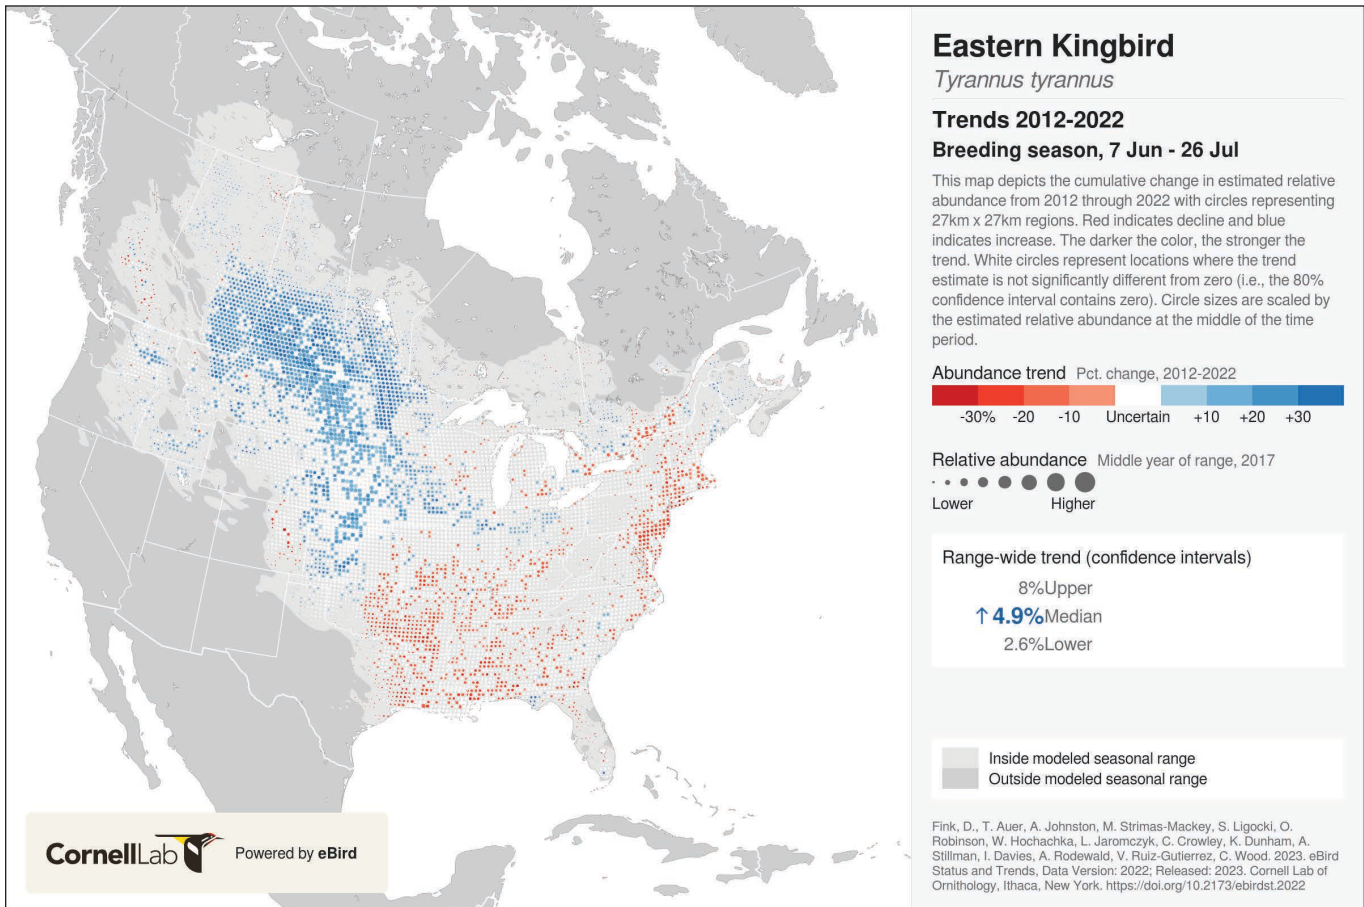 Eastern Kingbird
Tyrannus tyrannus
Trends 2012-2022
Breeding season, 7 Jun - 26 Jul
This map depicts the cumulative change in estimated relative
abundance from 2012 through 2022 with circles representing
27km x 27km regions. Red indicates decline and blue
indicates increase. The darker the color, the stronger the
trend. White circles represent locations where the trend
estimate is not significantly different from zero (i.e., the 80%
confidence interval contains zero). Circle sizes are scaled by
the estimated relative abundance at the middle of the time
period.
Abundance trend Pct. change, 2012-2022
-30% -20 -10 Uncertain +10 +20 +30
Relative abundance Middle year of range, 2017
Lower Higher
Range-wide trend (confidence intervals)
8%Upper
↑ 4.9%Median
2.6%Lower
Inside modeled seasonal range
Outside modeled seasonal range
Fink, D., T. Auer, A. Johnston, M. Strimas-Mackey, S. Ligocki, O.
Robinson, W. Hochachka, L. Jaromczyk, C. Crowley, K. Dunham, A.
Stillman, I. Davies, A. Rodewald, V. Ruiz-Gutierrez, C. Wood. 2023. eBird
Status and Trends, Data Version: 2022; Released: 2023. Cornell Lab of
Ornithology, Ithaca, New York. https://doi.org/10.2173/ebirdst.2022
CornellLab Powered by eBird